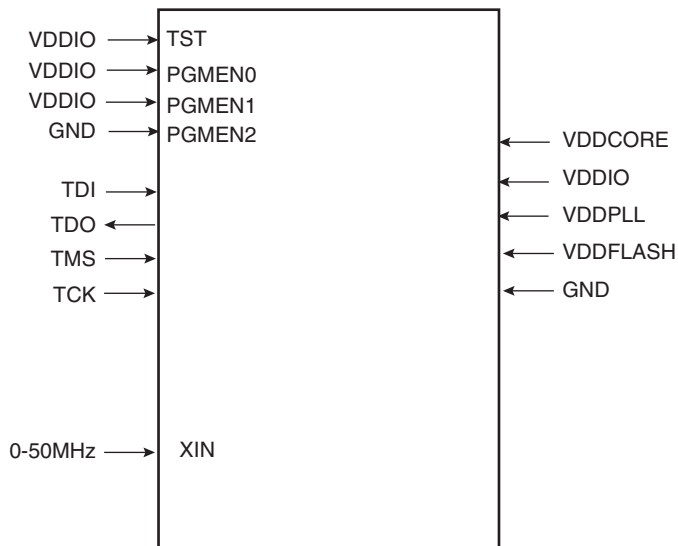 VDDIO TST
VDDIO PGMEN0
VDDIO PGMEN1
GND PGMEN2
VDDCORE
TDI VDDIO
TDO VDDPLL
TMS VDDFLASH
TCK GND
0-50MHz XIN